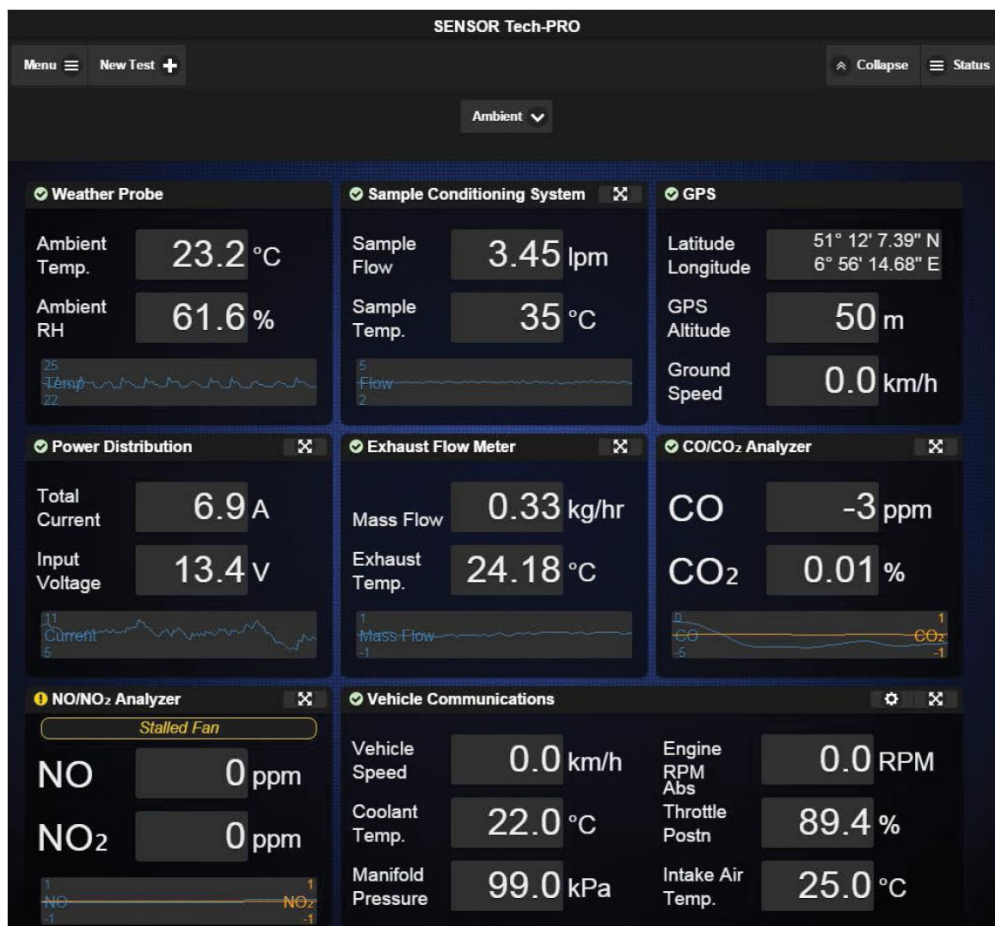 SENSOR Tech-PRO
Menu New Test Collapse Status
Ambient
Weather Probe
Ambient Temp. 23.2 °C
Ambient RH 61.6 %
25
Temp
22
Sample Conditioning System
Sample Flow 3.45 lpm
Sample Temp. 35 °C
5
Flow
2
GPS
Latitude 51° 12' 7.39" N
Longitude 6° 56' 14.68" E
GPS Altitude 50 m
Ground Speed 0.0 km/h
Power Distribution
Total Current 6.9 A
Input Voltage 13.4 V
11
Current
5
Exhaust Flow Meter
Mass Flow 0.33 kg/hr
Exhaust Temp. 24.18 °C
1
Mass Flow
-1
CO/CO₂ Analyzer
CO -3 ppm
CO₂ 0.01 %
0 1
CO CO₂
-5 -1
NO/NO₂ Analyzer
Stalled Fan
NO 0 ppm
NO₂ 0 ppm
1 1
NO NO₂
-1 -1
Vehicle Communications
Vehicle Speed 0.0 km/h
Engine RPM 0.0 RPM
Coolant Temp. 22.0 °C
Abs Throttle Postn 89.4 %
Manifold Pressure 99.0 kPa
Intake Air Temp. 25.0 °C